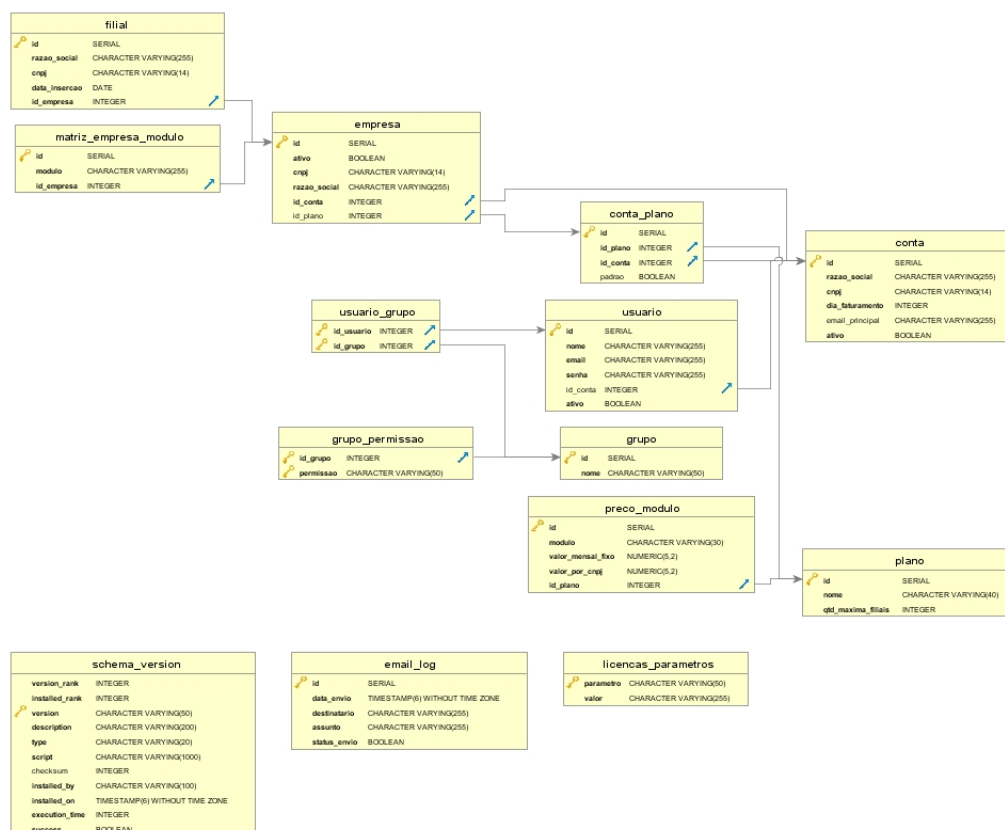 filial
id SERIAL
razao_social CHARACTER VARYING(255)
cnpj CHARACTER VARYING(14)
data_insercao DATE
id_empresa INTEGER
matriz_empresa_modulo
id SERIAL
modulo CHARACTER VARYING(255)
id_empresa INTEGER
empresa
id SERIAL
ativo BOOLEAN
cnpj CHARACTER VARYING(14)
razao_social CHARACTER VARYING(255)
id_conta INTEGER
id_plano INTEGER
conta_plano
id SERIAL
id_plano INTEGER
id_conta INTEGER
padrao BOOLEAN
conta
id SERIAL
razao_social CHARACTER VARYING(255)
cnpj CHARACTER VARYING(14)
dia_faturamento INTEGER
email_principal CHARACTER VARYING(255)
ativo BOOLEAN
usuario_grupo
id_usuario INTEGER
id_grupo INTEGER
usuario
id SERIAL
nome CHARACTER VARYING(255)
email CHARACTER VARYING(255)
senha CHARACTER VARYING(255)
id_conta INTEGER
ativo BOOLEAN
grupo_permissao
id_grupo INTEGER
permissao CHARACTER VARYING(50)
grupo
id SERIAL
nome CHARACTER VARYING(50)
preco_modulo
id SERIAL
modulo CHARACTER VARYING(30)
valor_mensal_fixo NUMERIC(5,2)
valor_por_cnpj NUMERIC(5,2)
id_plano INTEGER
plano
id SERIAL
nome CHARACTER VARYING(40)
qtd_maxima_filiais INTEGER
schema_version
version_rank INTEGER
installed_rank INTEGER
version CHARACTER VARYING(50)
description CHARACTER VARYING(200)
type CHARACTER VARYING(20)
script CHARACTER VARYING(1000)
checksum INTEGER
installed_by CHARACTER VARYING(100)
installed_on TIMESTAMP(6) WITHOUT TIME ZONE
execution_time INTEGER
success BOOLEAN
email_log
id SERIAL
data_envio TIMESTAMP(6) WITHOUT TIME ZONE
destinatario CHARACTER VARYING(255)
assunto CHARACTER VARYING(255)
status_envio BOOLEAN
licencas_parametros
parametro CHARACTER VARYING(50)
valor CHARACTER VARYING(255)